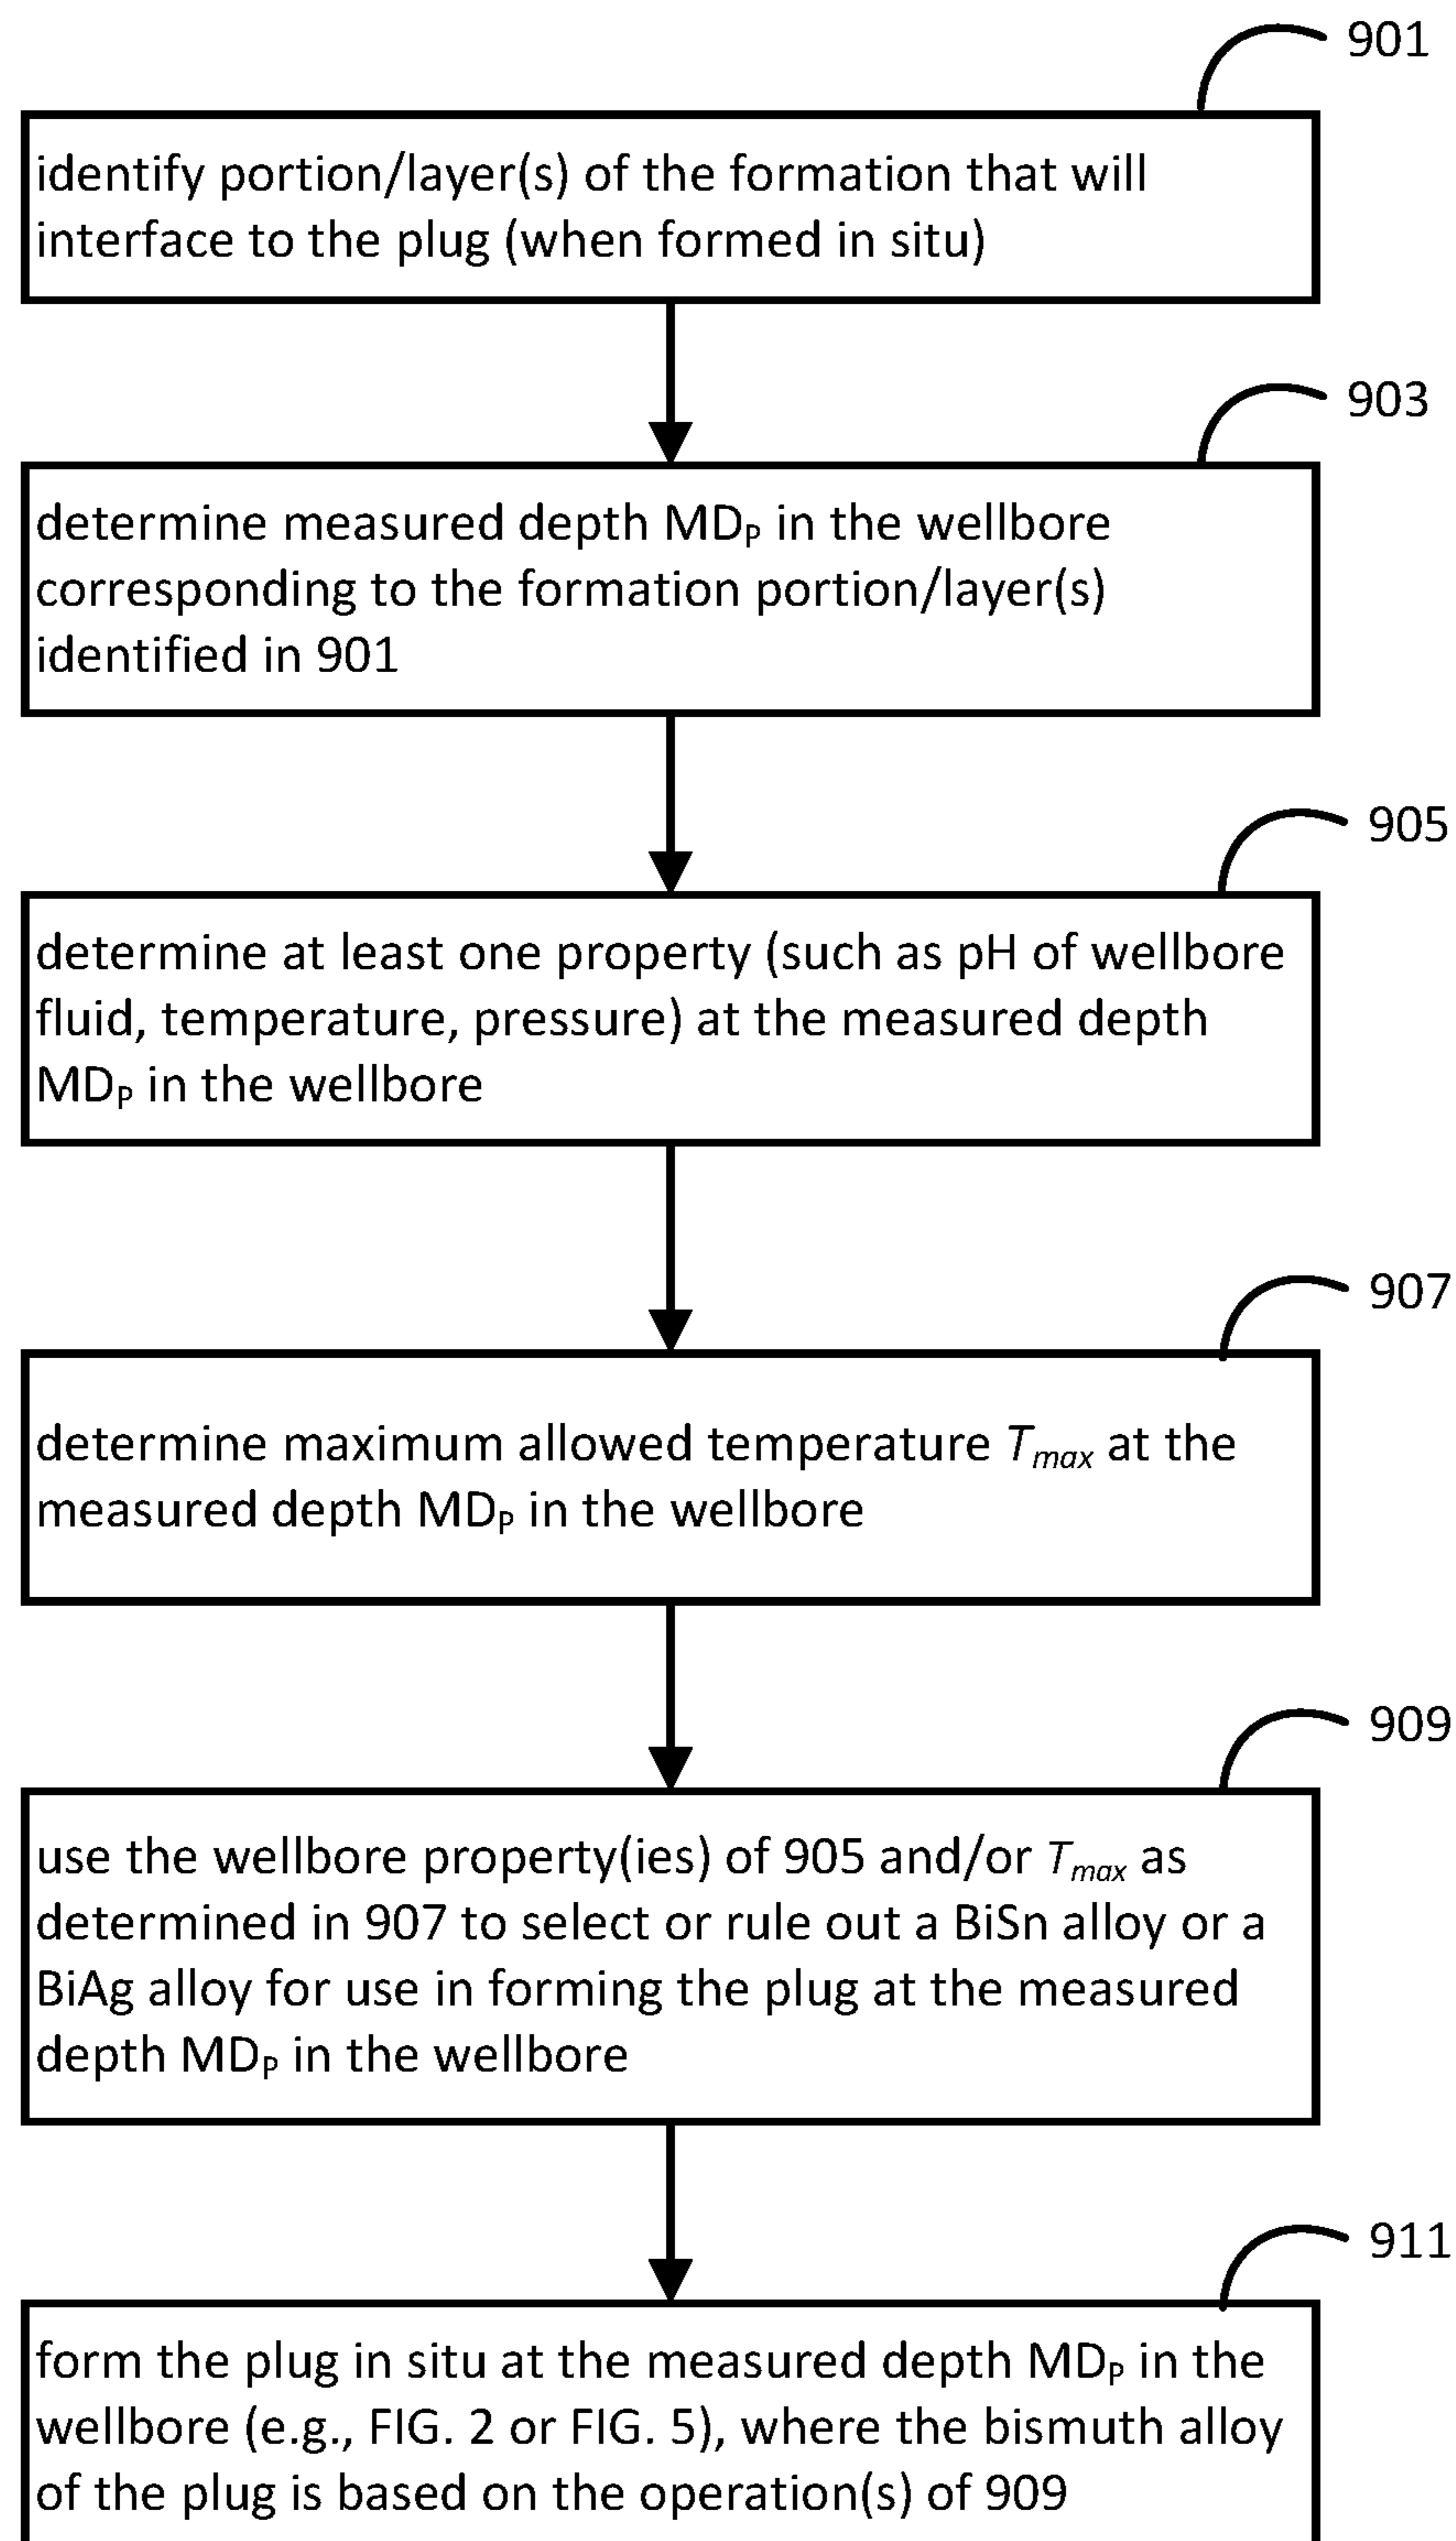 901
identify portion/layer(s) of the formation that will
interface to the plug (when formed in situ)
903
determine measured depth MDₚ in the wellbore
corresponding to the formation portion/layer(s)
identified in 901
905
determine at least one property (such as pH of wellbore
fluid, temperature, pressure) at the measured depth
MDₚ in the wellbore
907
determine maximum allowed temperature Tmax at the
measured depth MDₚ in the wellbore
909
use the wellbore property(ies) of 905 and/or Tmax as
determined in 907 to select or rule out a BiSn alloy or a
BiAg alloy for use in forming the plug at the measured
depth MDₚ in the wellbore
911
form the plug in situ at the measured depth MDₚ in the
wellbore (e.g., FIG. 2 or FIG. 5), where the bismuth alloy
of the plug is based on the operation(s) of 909